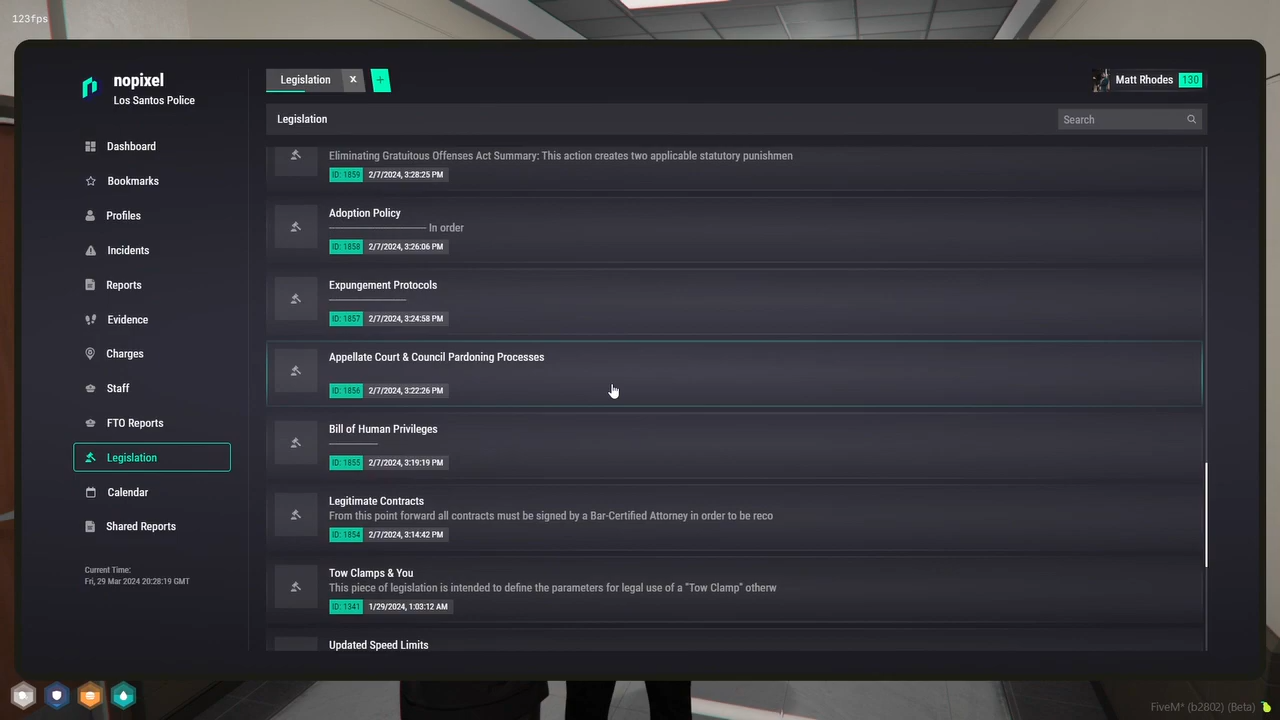 123fps
nopixel
Los Santos Police
Legislation x +
Matt Rhodes 130
Legislation
Search
Dashboard
Bookmarks
Profiles
Incidents
Reports
Evidence
Charges
Staff
FTO Reports
Legislation
Calendar
Shared Reports
Current Time:
Fri, 29 Mar 2024 20:28:19 GMT
Eliminating Gratuitous Offenses Act Summary: This action creates two applicable statutory punishmen
ID: 1859 2/7/2024, 3:28:25 PM
Adoption Policy
In order
ID: 1858 2/7/2024, 3:26:06 PM
Expungement Protocols
ID: 1857 2/7/2024, 3:24:58 PM
Appellate Court & Council Pardoning Processes
ID: 1856 2/7/2024, 3:22:26 PM
Bill of Human Privileges
ID: 1855 2/7/2024, 3:19:19 PM
Legitimate Contracts
From this point forward all contracts must be signed by a Bar-Certified Attorney in order to be reco
ID: 1854 2/7/2024, 3:14:42 PM
Tow Clamps & You
This piece of legislation is intended to define the parameters for legal use of a "Tow Clamp" otherw
ID: 1341 1/29/2024, 1:03:12 AM
Updated Speed Limits
FiveM* (b2802) (Beta)